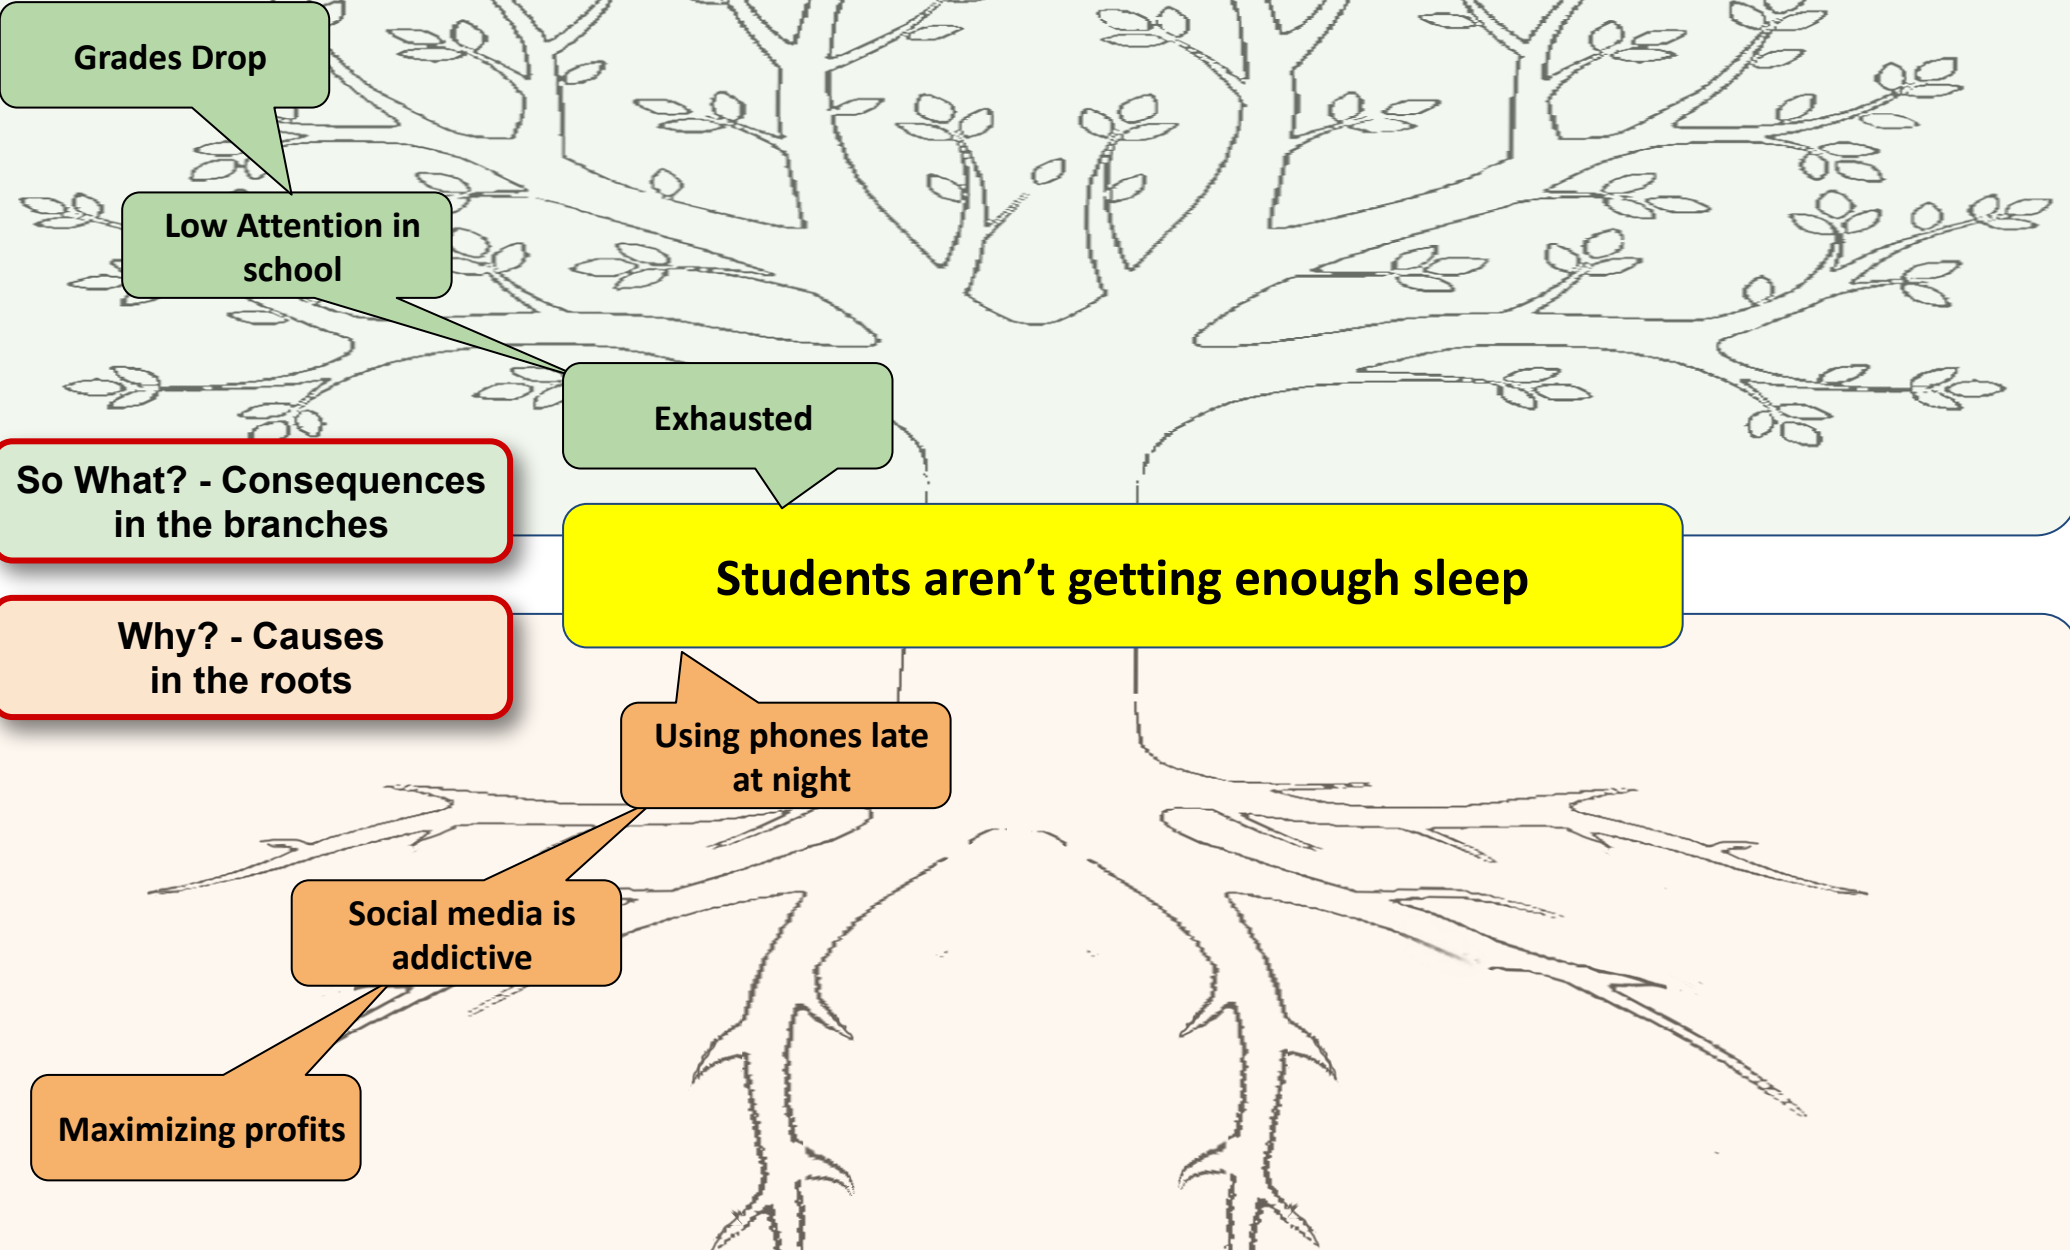 Grades Drop
Low Attention in
school
Exhausted
So What? - Consequences
in the branches
Students aren’t getting enough sleep
Why? - Causes
in the roots
Using phones late
at night
Social media is
addictive
Maximizing profits